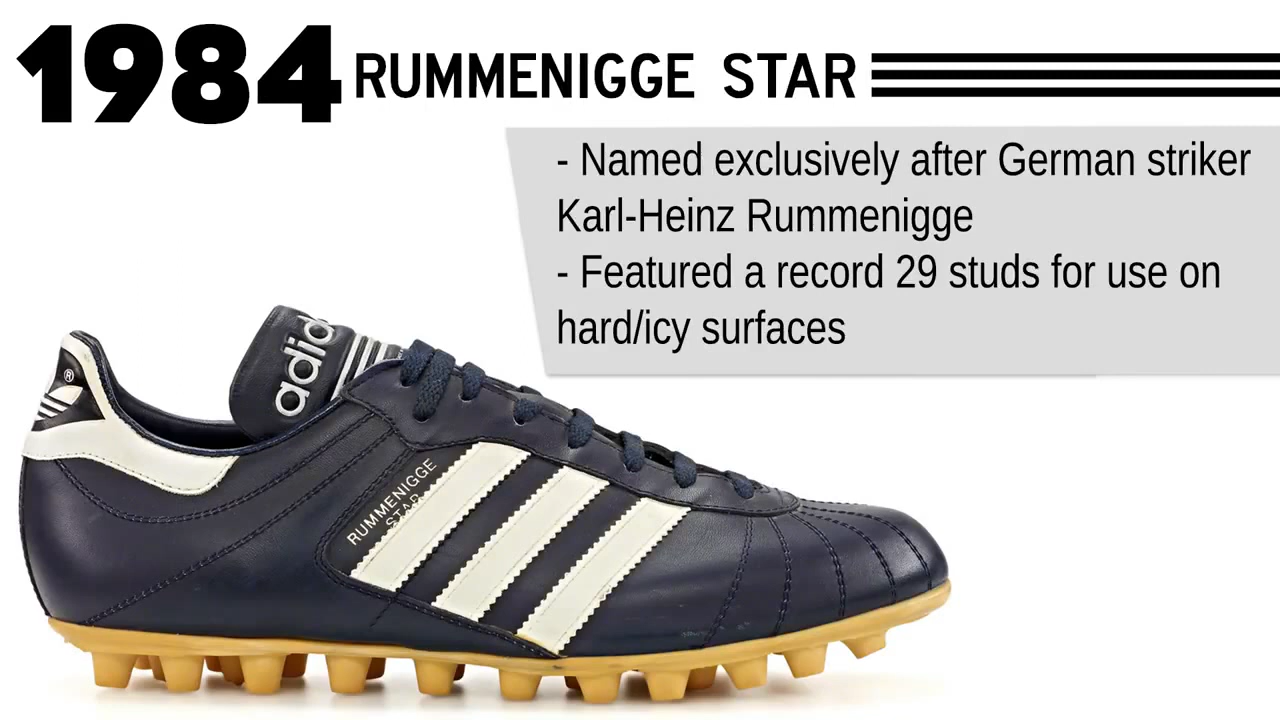 1984 RUMMENIGGE STAR
- Named exclusively after German striker
Karl-Heinz Rummenigge
- Featured a record 29 studs for use on
hard/icy surfaces
®
adid
RUMMENIGGE
STAR